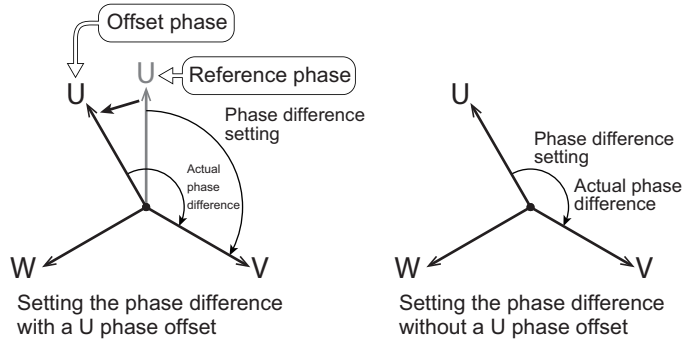 Offset phase
U
U
Reference phase
Phase difference
setting
Actual
phase
difference
W
V
Setting the phase difference
with a U phase offset
U
Phase difference
setting
Actual phase
difference
W
V
Setting the phase difference
without a U phase offset